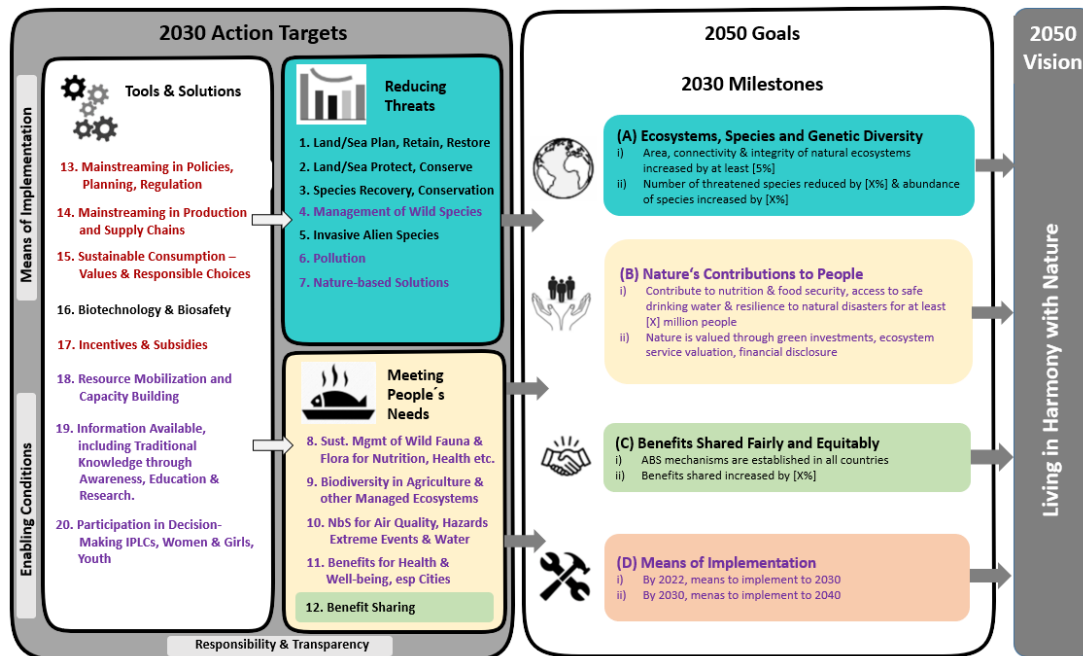 2030 Action Targets
Means of Implementation
Enabling Conditions
Tools & Solutions
13. Mainstreaming in Policies,
Planning, Regulation
14. Mainstreaming in Production
and Supply Chains
15. Sustainable Consumption –
Values & Responsible Choices
16. Biotechnology & Biosafety
17. Incentives & Subsidies
18. Resource Mobilization and
Capacity Building
19. Information Available,
including Traditional
Knowledge through
Awareness, Education &
Research.
20. Participation in Decision-
Making IPLCs, Women & Girls,
Youth
Reducing
Threats
1. Land/Sea Plan, Retain, Restore
2. Land/Sea Protect, Conserve
3. Species Recovery, Conservation
4. Management of Wild Species
5. Invasive Alien Species
6. Pollution
7. Nature-based Solutions
Meeting
People´s
Needs
8. Sust. Mgmt of Wild Fauna &
Flora for Nutrition, Health etc.
9. Biodiversity in Agriculture &
other Managed Ecosystems
10. NbS for Air Quality, Hazards
Extreme Events & Water
11. Benefits for Health &
Well-being, esp Cities
12. Benefit Sharing
Responsibility & Transparency
2050 Goals
2030 Milestones
(A) Ecosystems, Species and Genetic Diversity
i) Area, connectivity & integrity of natural ecosystems
increased by at least [5%]
ii) Number of threatened species reduced by [X%] & abundance
of species increased by [X%]
(B) Nature's Contributions to People
i) Contribute to nutrition & food security, access to safe
drinking water & resilience to natural disasters for at least
[X] million people
ii) Nature is valued through green investments, ecosystem
service valuation, financial disclosure
(C) Benefits Shared Fairly and Equitably
i) ABS mechanisms are established in all countries
ii) Benefits shared increased by [X%]
(D) Means of Implementation
i) By 2022, means to implement to 2030
ii) By 2030, menas to implement to 2040
2050
Vision
Living in Harmony with Nature